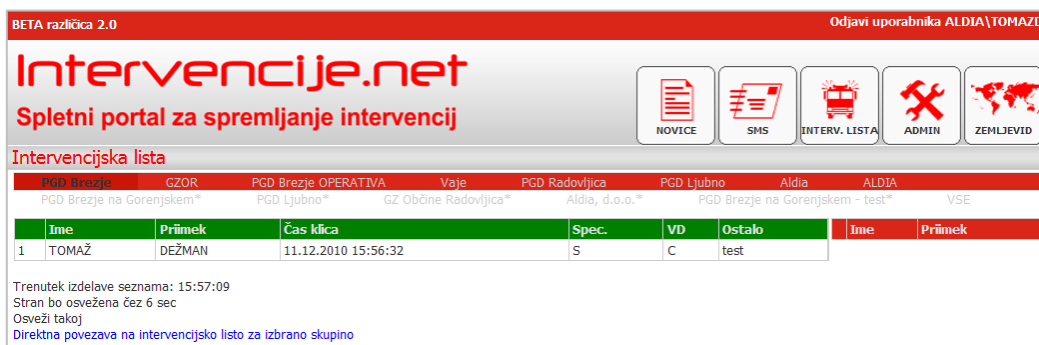 BETA različica 2.0 Odjavi uporabnika ALDIA\TOMAZD
Intervencije.net
Spletni portal za spremljanje intervencij
NOVICE SMS INTERV. LISTA ADMIN ZEMLJEVID
Intervencijska lista
PGD Brezje GZOR PGD Brezje OPERATIVA Vaje PGD Radovljica PGD Ljubno Aldia ALDIA
PGD Brezje na Gorenjskem* PGD Ljubno* GZ Občine Radovljica* Aldia, d.o.o.* PGD Brezje na Gorenjskem - test* VSE
Ime Priimek Čas klica Spec. VD Ostalo Ime Priimek
1 TOMAŽ DEŽMAN 11.12.2010 15:56:32 S C test
Trenutek izdelave seznama: 15:57:09
Stran bo osvežena čez 6 sec
Osveži takoj
Direktna povezava na intervencijsko listo za izbrano skupino